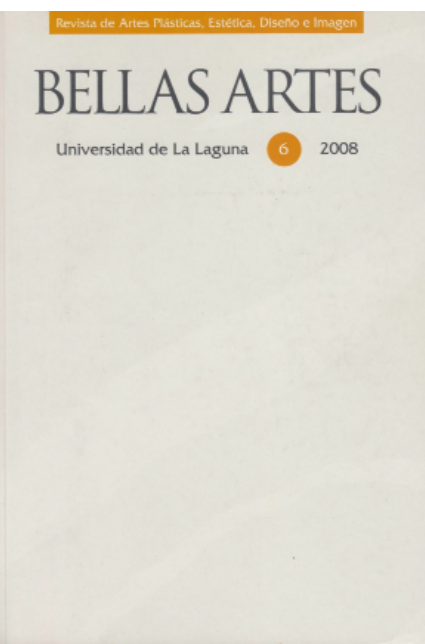 Revista de Artes Plásticas, Estética, Diseño e Imagen
BELLAS ARTES
Universidad de La Laguna 6 2008